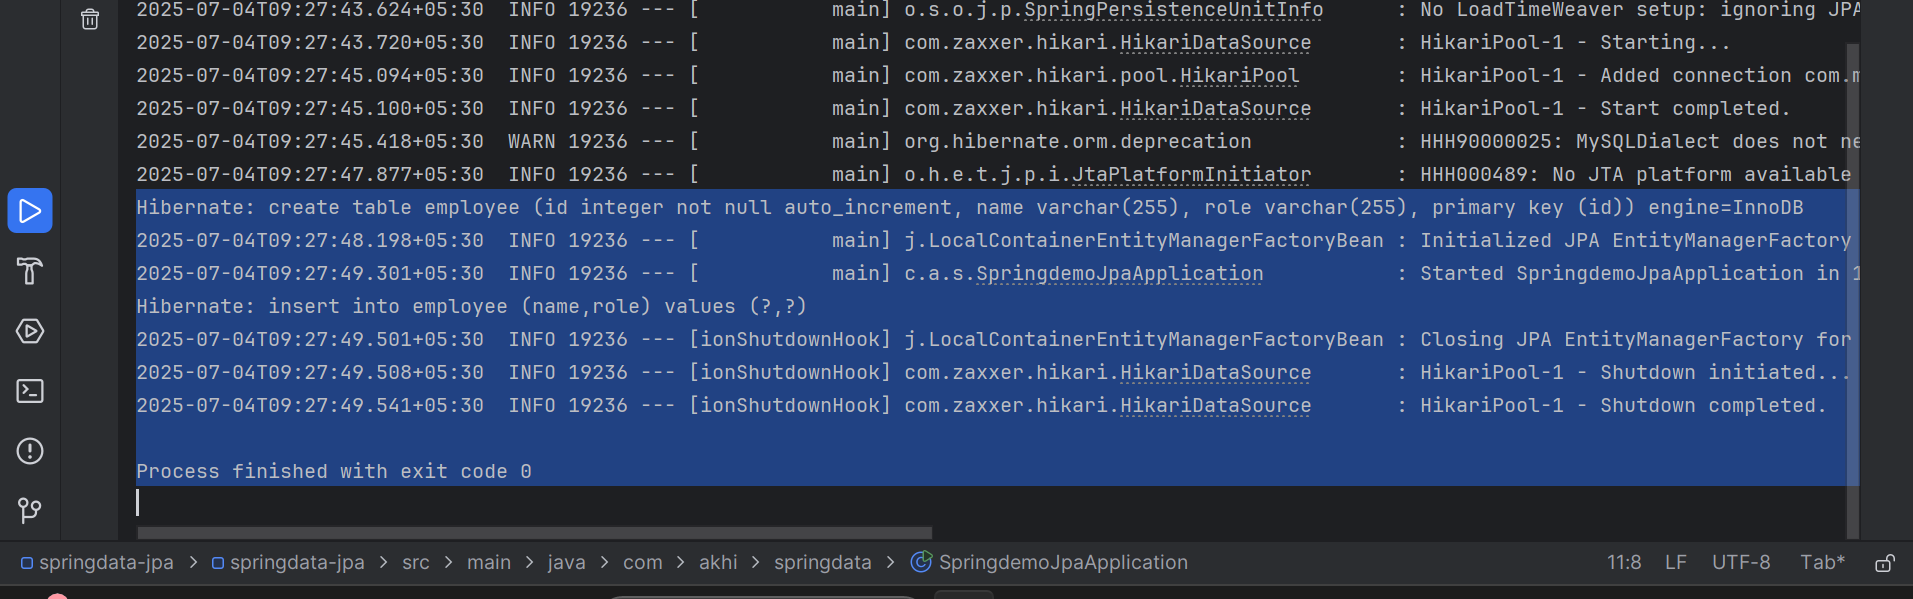 2025-07-04T09:27:43.624+05:30  INFO 19236 --- [           main] o.s.o.j.p.SpringPersistenceUnitInfo      : No LoadTimeWeaver setup: ignoring JPA
2025-07-04T09:27:43.720+05:30  INFO 19236 --- [           main] com.zaxxer.hikari.HikariDataSource       : HikariPool-1 - Starting...
2025-07-04T09:27:45.094+05:30  INFO 19236 --- [           main] com.zaxxer.hikari.pool.HikariPool        : HikariPool-1 - Added connection com.m
2025-07-04T09:27:45.100+05:30  INFO 19236 --- [           main] com.zaxxer.hikari.HikariDataSource       : HikariPool-1 - Start completed.
2025-07-04T09:27:45.418+05:30  WARN 19236 --- [           main] org.hibernate.orm.deprecation            : HHH90000025: MySQLDialect does not ne
2025-07-04T09:27:47.877+05:30  INFO 19236 --- [           main] o.h.e.t.j.p.i.JtaPlatformInitiator       : HHH000489: No JTA platform available
Hibernate: create table employee (id integer not null auto_increment, name varchar(255), role varchar(255), primary key (id)) engine=InnoDB
2025-07-04T09:27:48.198+05:30  INFO 19236 --- [           main] j.LocalContainerEntityManagerFactoryBean : Initialized JPA EntityManagerFactory
2025-07-04T09:27:49.301+05:30  INFO 19236 --- [           main] c.a.s.SpringdemoJpaApplication           : Started SpringdemoJpaApplication in 1
Hibernate: insert into employee (name,role) values (?,?)
2025-07-04T09:27:49.501+05:30  INFO 19236 --- [ionShutdownHook] j.LocalContainerEntityManagerFactoryBean : Closing JPA EntityManagerFactory for
2025-07-04T09:27:49.508+05:30  INFO 19236 --- [ionShutdownHook] com.zaxxer.hikari.HikariDataSource       : HikariPool-1 - Shutdown initiated...
2025-07-04T09:27:49.541+05:30  INFO 19236 --- [ionShutdownHook] com.zaxxer.hikari.HikariDataSource       : HikariPool-1 - Shutdown completed.
Process finished with exit code 0
springdata-jpa > springdata-jpa > src > main > java > com > akhi > springdata > SpringdemoJpaApplication 11:8 LF UTF-8 Tab*